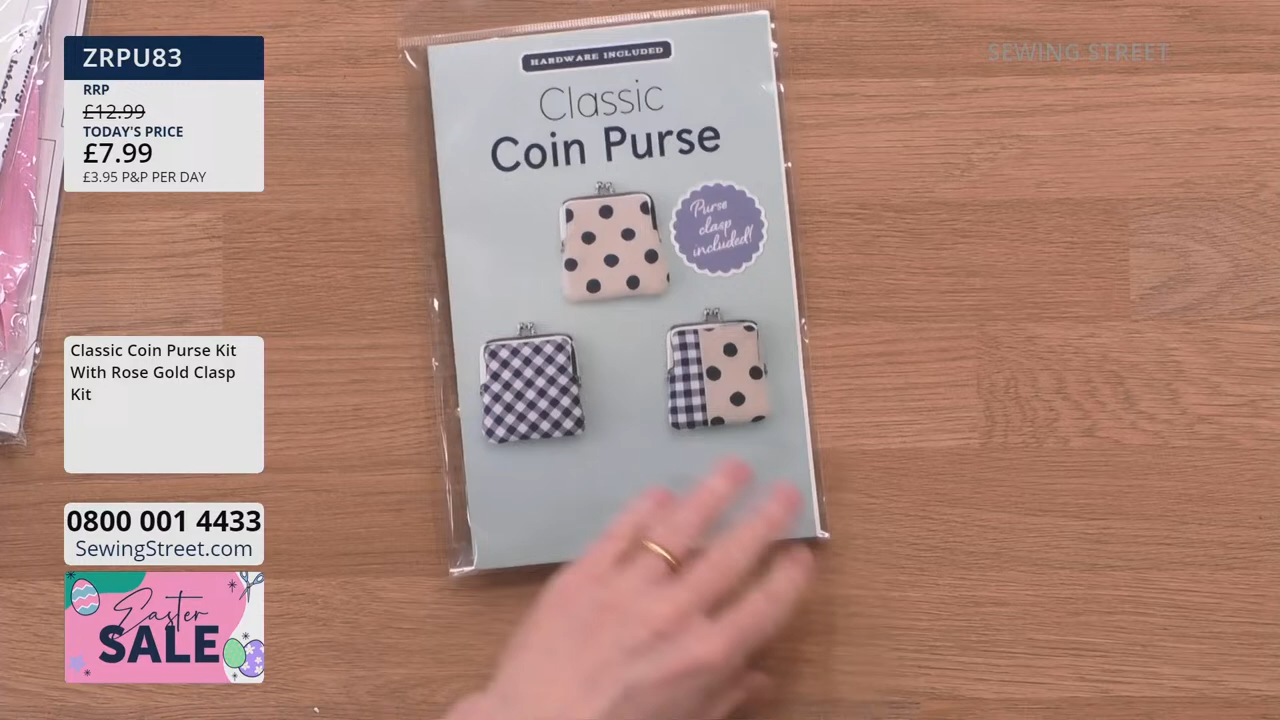 ZRPU83
RRP
£12.99
TODAY'S PRICE
£7.99
£3.95 P&P PER DAY
Classic Coin Purse Kit
With Rose Gold Clasp
Kit
0800 001 4433
SewingStreet.com
Easter
SALE
HARDWARE INCLUDED
Classic
Coin Purse
Purse
clasp
included!
SEWING STREET